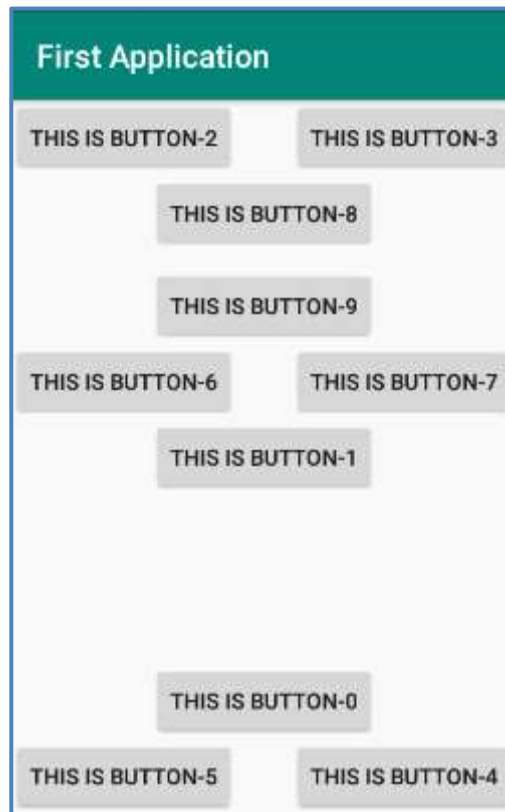 First Application
THIS IS BUTTON-2 THIS IS BUTTON-3
THIS IS BUTTON-8
THIS IS BUTTON-9
THIS IS BUTTON-6 THIS IS BUTTON-7
THIS IS BUTTON-1
THIS IS BUTTON-0
THIS IS BUTTON-5 THIS IS BUTTON-4